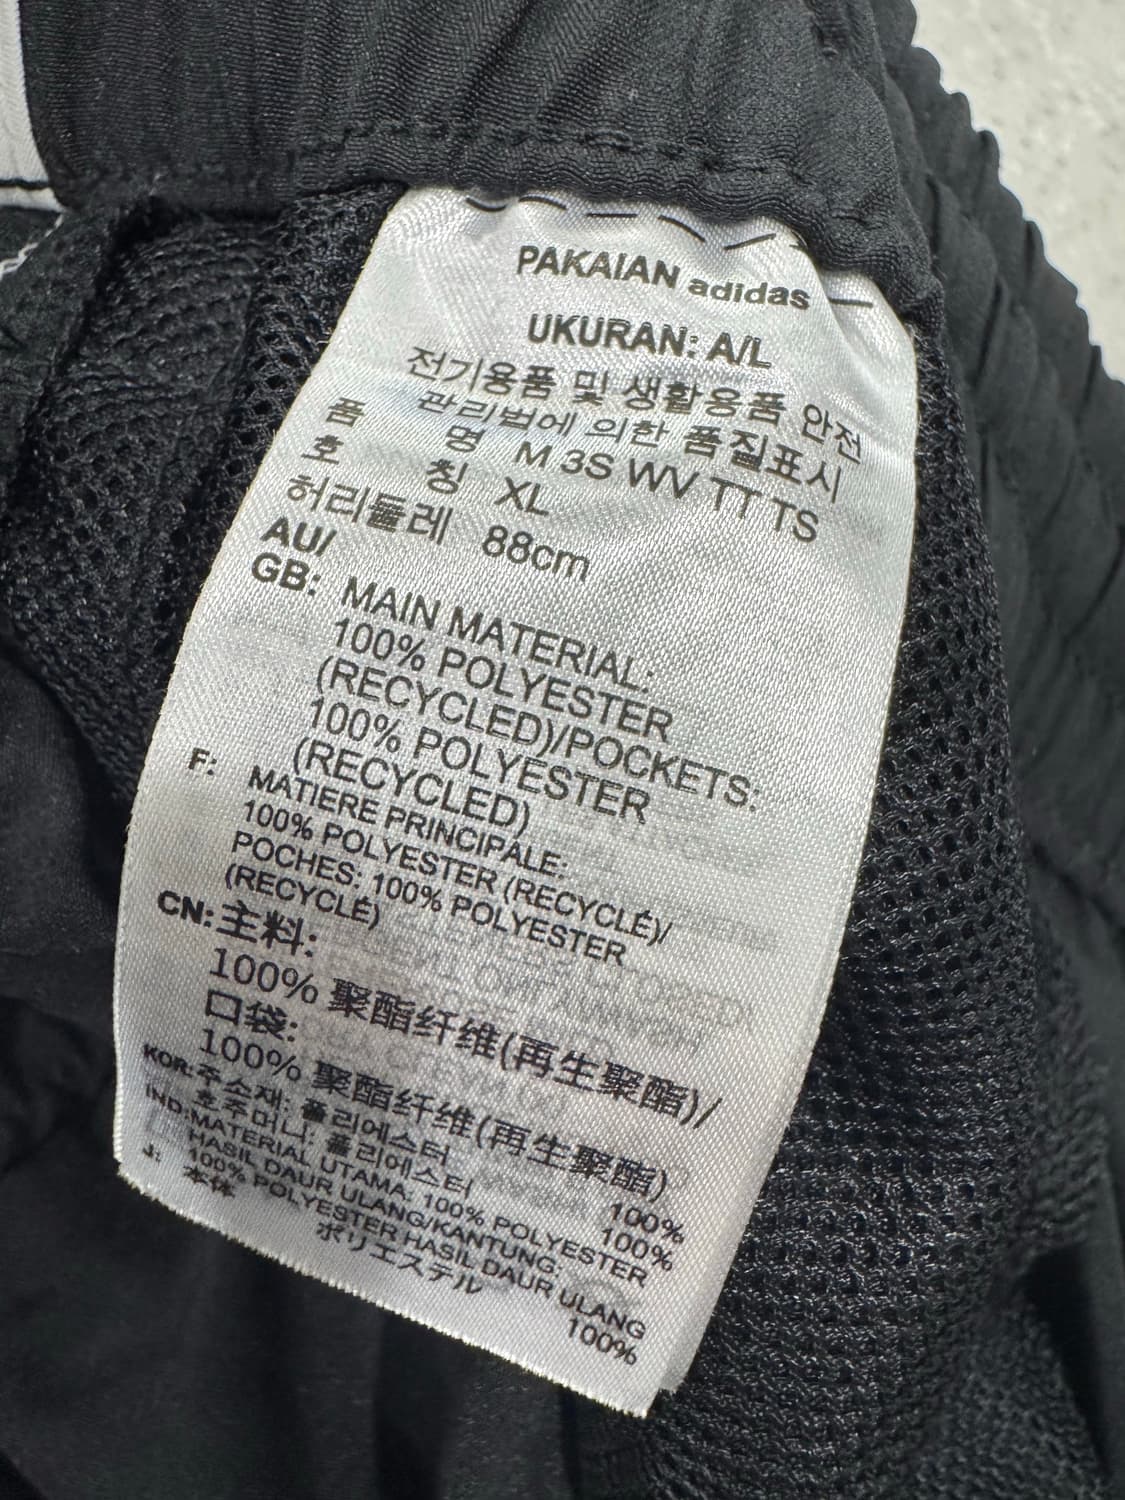 PAKAIAN adidas
UKURAN: A/L
전기용품 및 생활용품 안전
관리법에 의한 품질표시
품 명 M 3S WV TT TS
호 칭 XL
허리둘레 88cm
AU/
GB: MAIN MATERIAL:
100% POLYESTER
(RECYCLED)/POCKETS:
100% POLYESTER
(RECYCLED)
F: MATIERE PRINCIPALE:
100% POLYESTER (RECYCLÉ)/
POCHES: 100% POLYESTER
(RECYCLÉ)
CN: 主料:
100% 聚酯纤维(再生聚酯)/
口袋:
100% 聚酯纤维(再生聚酯)
KOR: 주소재: 폴리에스터 100%
호주머니: 폴리에스터 100%
IND: MATERIAL UTAMA: 100% POLYESTER
HASIL DAUR ULANG/KANTUNG:
100% POLYESTER HASIL DAUR ULANG
J: 本体 ポリエステル 100%